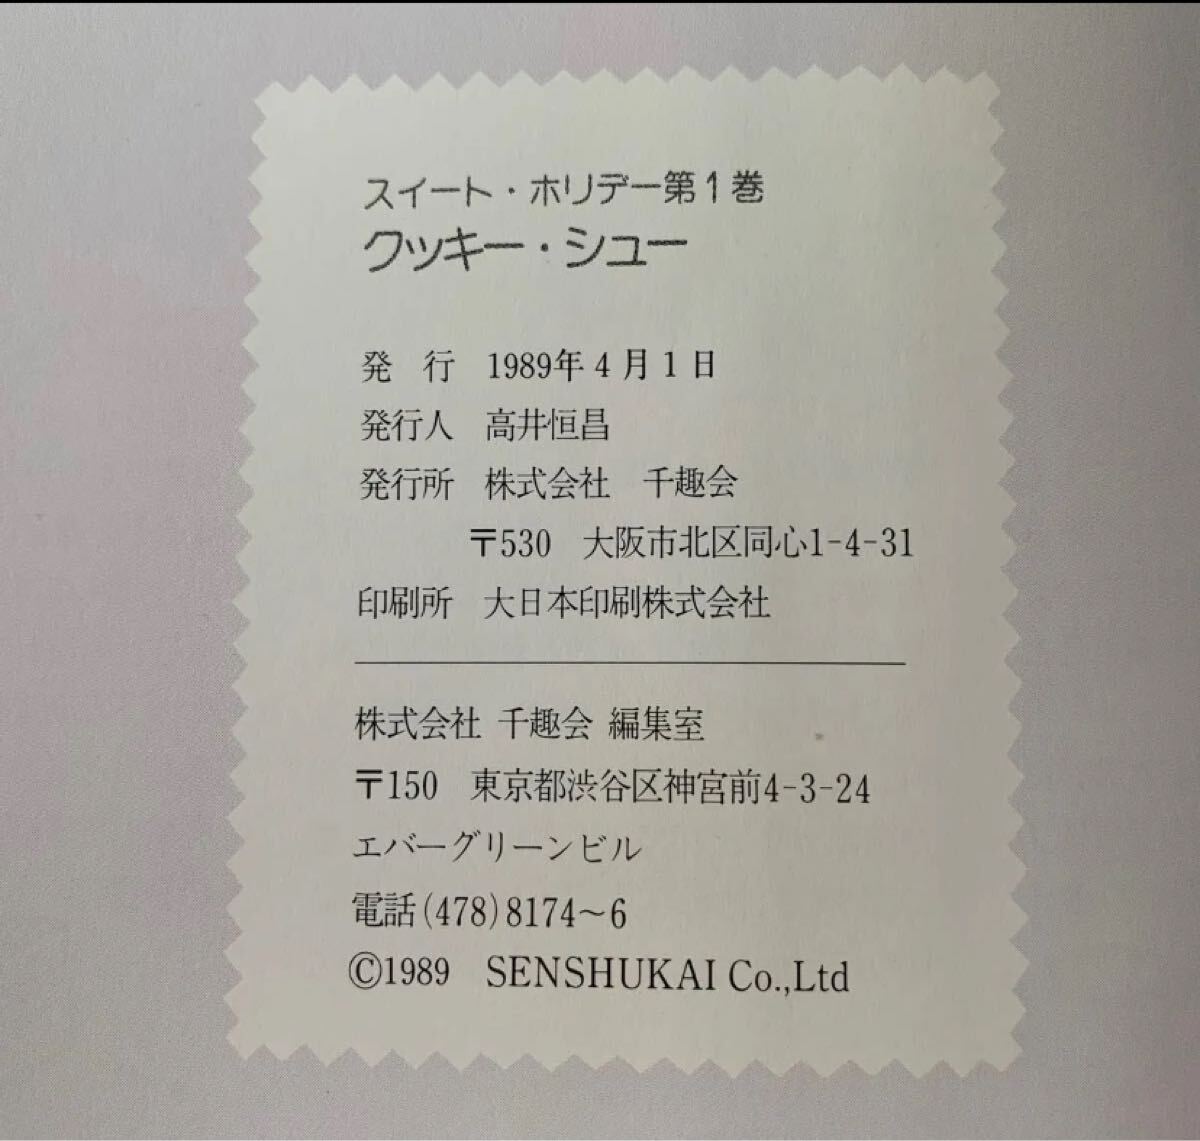 スイート・ホリデー第1巻
クッキー・シュー
発 行 1989年4月1日
発行人 高井恒昌
発行所 株式会社 千趣会
〒530 大阪市北区同心1-4-31
印刷所 大日本印刷株式会社
株式会社 千趣会 編集室
〒150 東京都渋谷区神宮前4-3-24
エバーグリーンビル
電話(478)8174〜6
©1989 SENSHUKAI Co.,Ltd